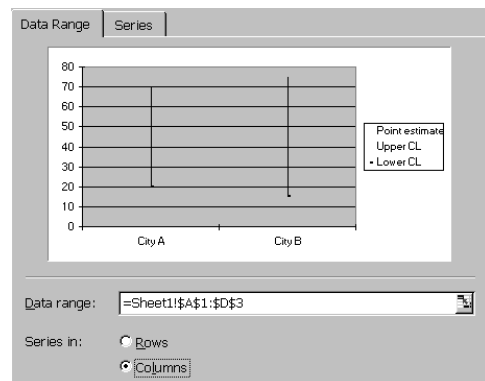 Data Range Series
80
70
60
50
40
30
20
10
0
City A City B
Point estimate
Upper CL
Lower CL
Data range: =Sheet1!$A$1:$D$3
Series in: Rows
Columns